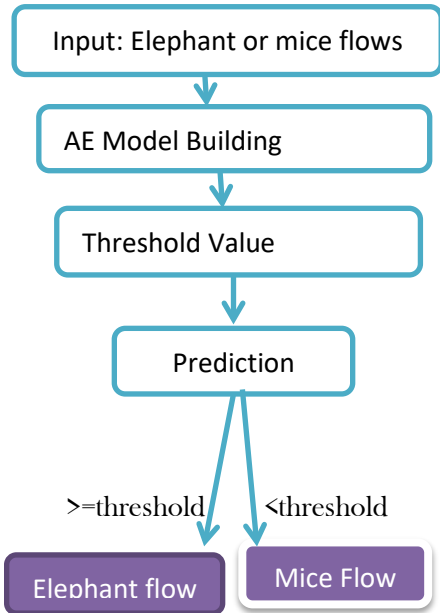 Input: Elephant or mice flows
AE Model Building
Threshold Value
Prediction
>=threshold
<threshold
Elephant flow
Mice Flow